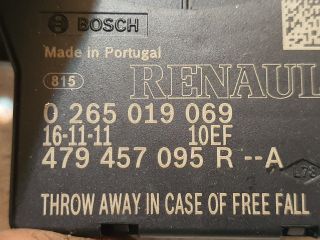 BOSCH
Made in Portugal
815
RENAUL
0 265 019 069
16-11-11 10EF
479 457 095 R --A
THROW AWAY IN CASE OF FREE FALL